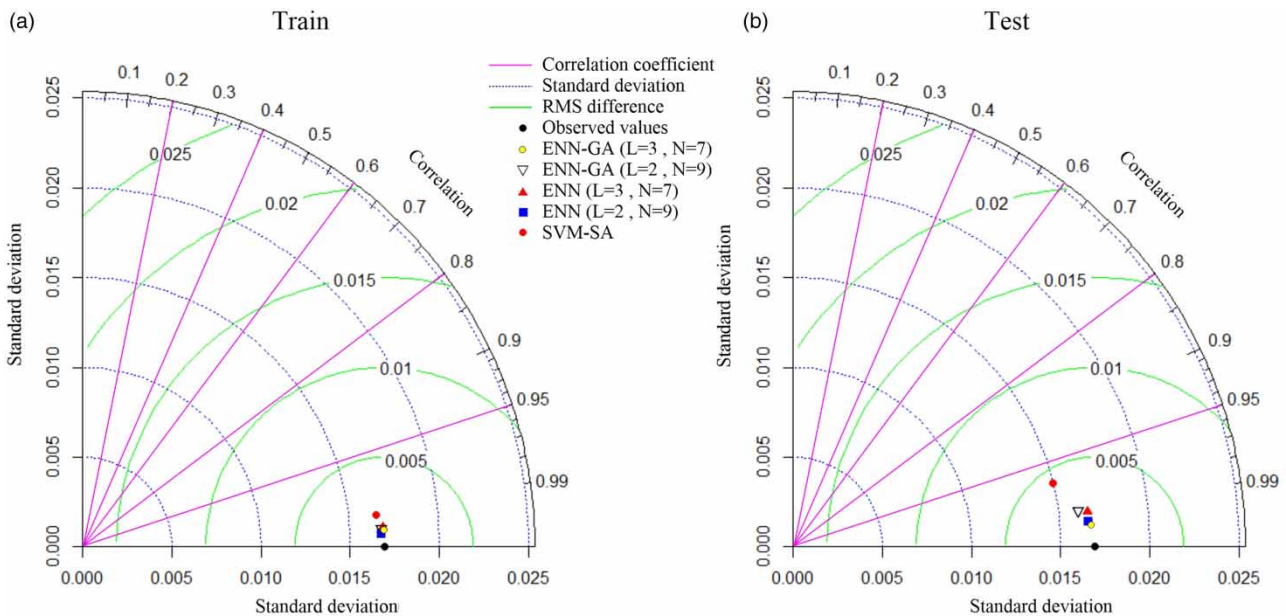 (a)
Train
0.1 0.2 0.3 0.4 0.5 0.6 0.7 0.8 0.9 0.95 0.99
Correlation
0.025 0.02 0.015 0.01 0.005
Standard deviation
0.000 0.005 0.010 0.015 0.020 0.025
0.000 0.005 0.010 0.015 0.020 0.025
Standard deviation
Correlation coefficient
Standard deviation
RMS difference
Observed values
ENN-GA (L=3 , N=7)
ENN-GA (L=2 , N=9)
ENN (L=3 , N=7)
ENN (L=2 , N=9)
SVM-SA
(b)
Test
0.1 0.2 0.3 0.4 0.5 0.6 0.7 0.8 0.9 0.95 0.99
Correlation
0.025 0.02 0.015 0.01 0.005
Standard deviation
0.000 0.005 0.010 0.015 0.020 0.025
0.000 0.005 0.010 0.015 0.020 0.025
Standard deviation